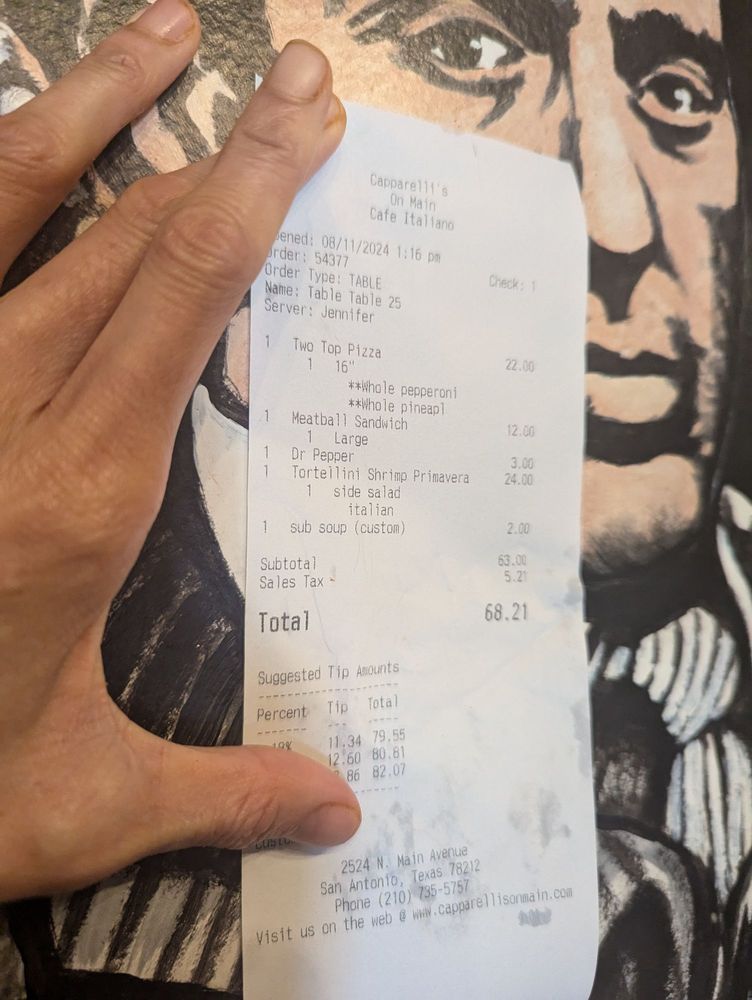 Capparelli's
On Main
Cafe Italiano
ened: 08/11/2024 1:16 pm
rder: 54377 Check: 1
Order Type: TABLE
Name: Table Table 25
Server: Jennifer
1 Two Top Pizza 22.00
1 16"
**Whole pepperoni
**Whole pineapl
1 Meatball Sandwich 12.00
1 Large
1 Dr Pepper 3.00
1 Tortellini Shrimp Primavera 24.00
1 side salad
italian
1 sub soup (custom) 2.00
Subtotal 63.00
Sales Tax 5.21
Total 68.21
Suggested Tip Amounts
Percent Tip Total
18% 11.34 79.55
12.60 80.81
.86 82.07
2524 N. Main Avenue
San Antonio, Texas 78212
Phone (210) 735-5757
Visit us on the web @ www.capparellisonmain.com